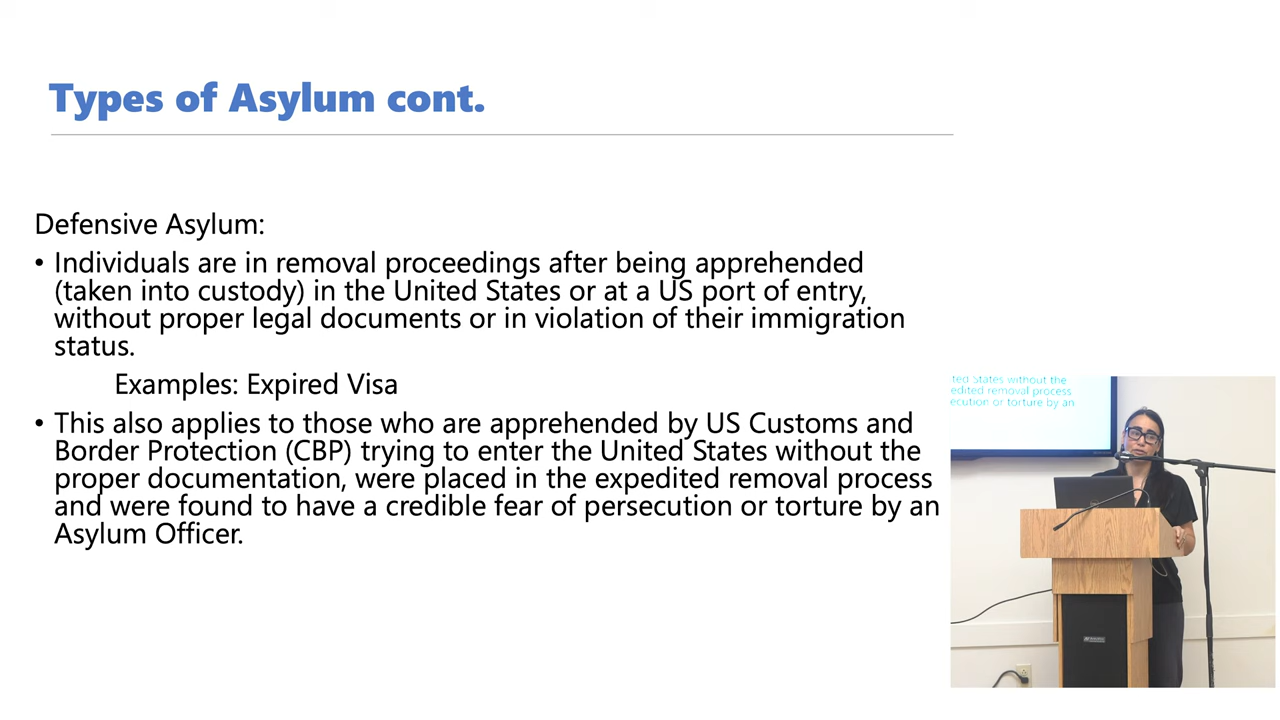 Types of Asylum cont.
Defensive Asylum:
• Individuals are in removal proceedings after being apprehended
(taken into custody) in the United States or at a US port of entry,
without proper legal documents or in violation of their immigration
status.
Examples: Expired Visa
• This also applies to those who are apprehended by US Customs and
Border Protection (CBP) trying to enter the United States without the
proper documentation, were placed in the expedited removal process
and were found to have a credible fear of persecution or torture by an
Asylum Officer.
ted States without the
edited removal process
ecution or torture by an